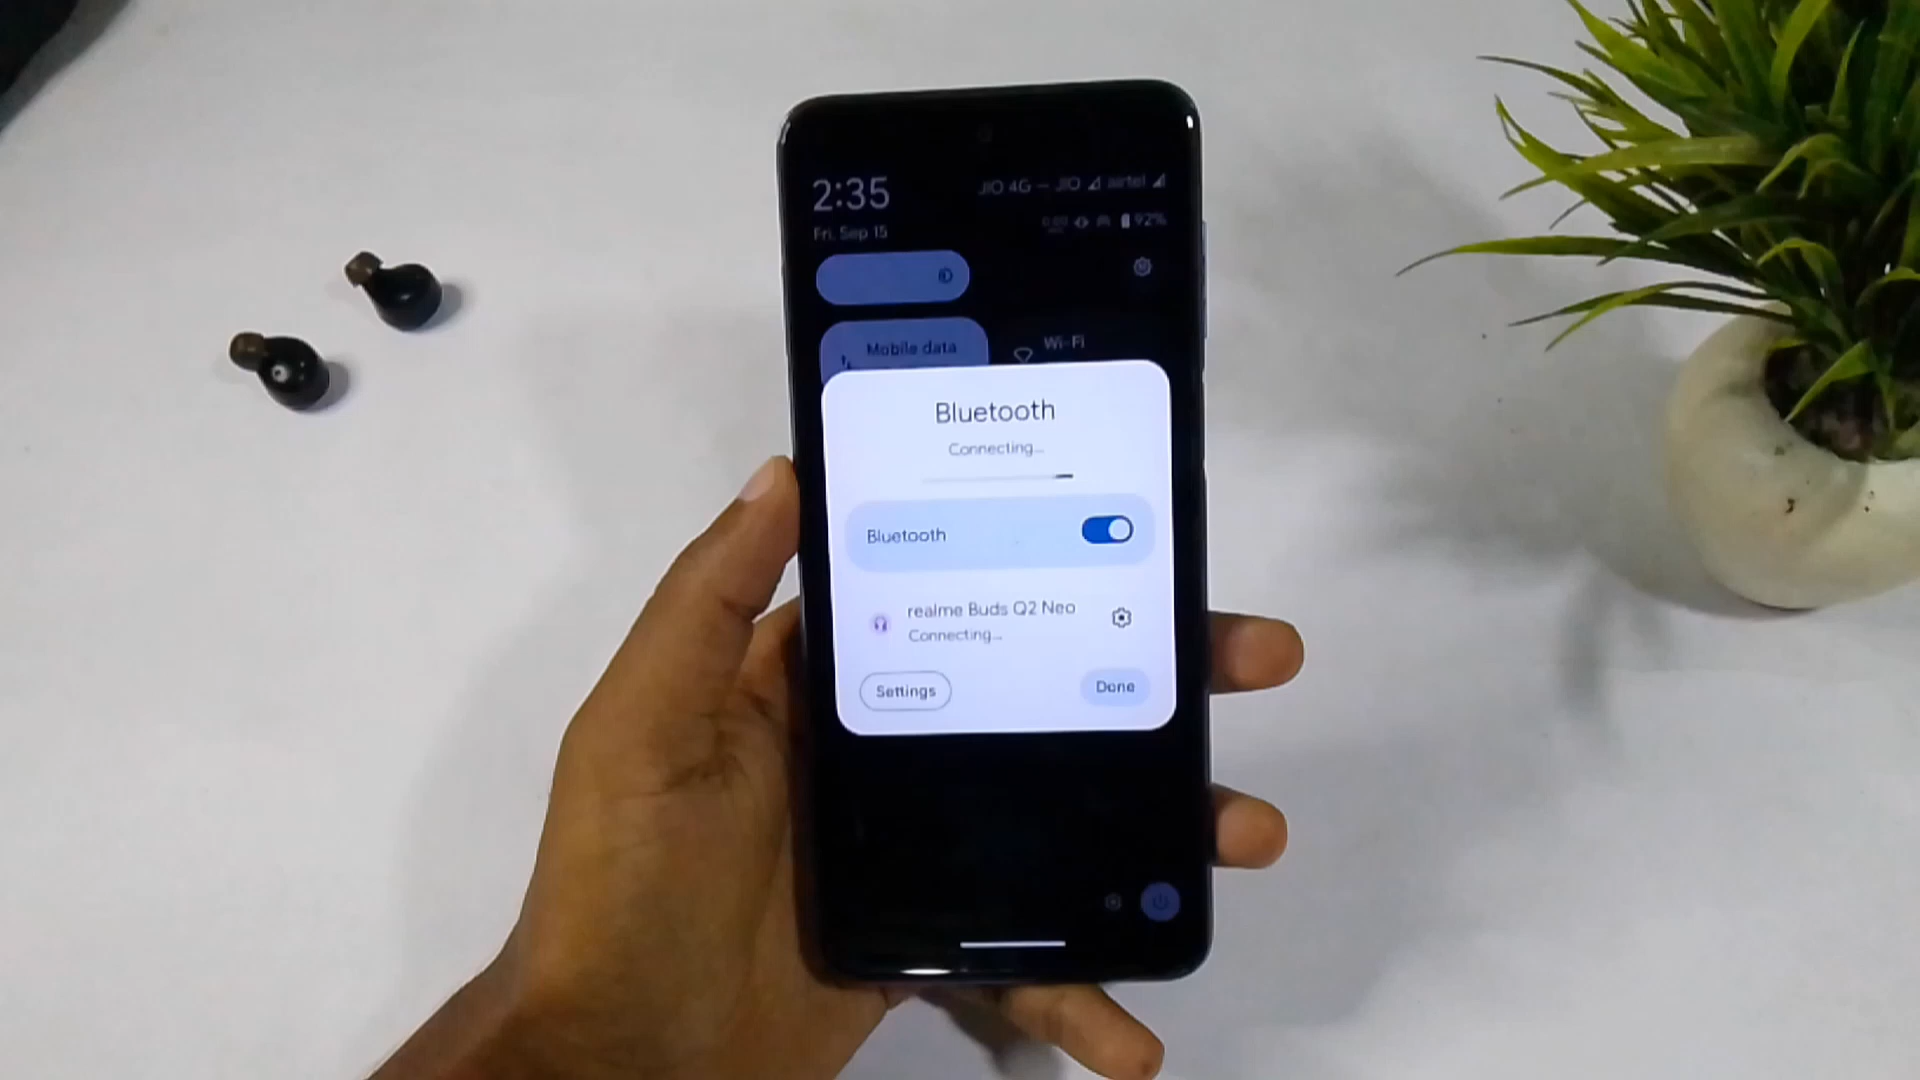 2:35
JIO 4G — JIO airtel
Fri, Sep 15
92%
Mobile data
Wi-Fi
Bluetooth
Connecting...
Bluetooth
realme Buds Q2 Neo
Connecting...
Settings
Done